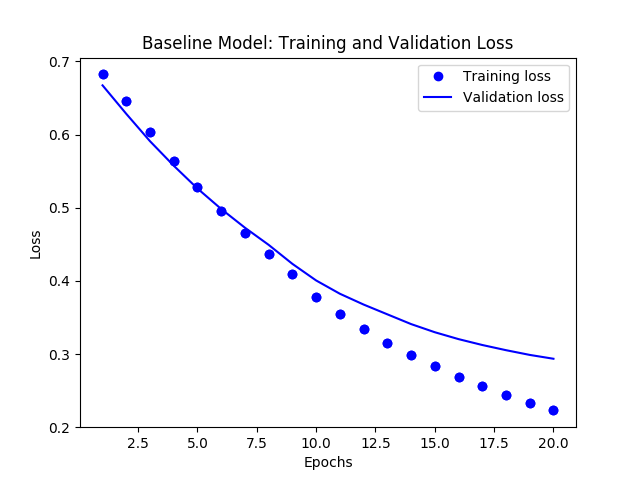 Baseline Model: Training and Validation Loss
Training loss
Validation loss
Loss
0.7
0.6
0.5
0.4
0.3
0.2
2.5 5.0 7.5 10.0 12.5 15.0 17.5 20.0
Epochs